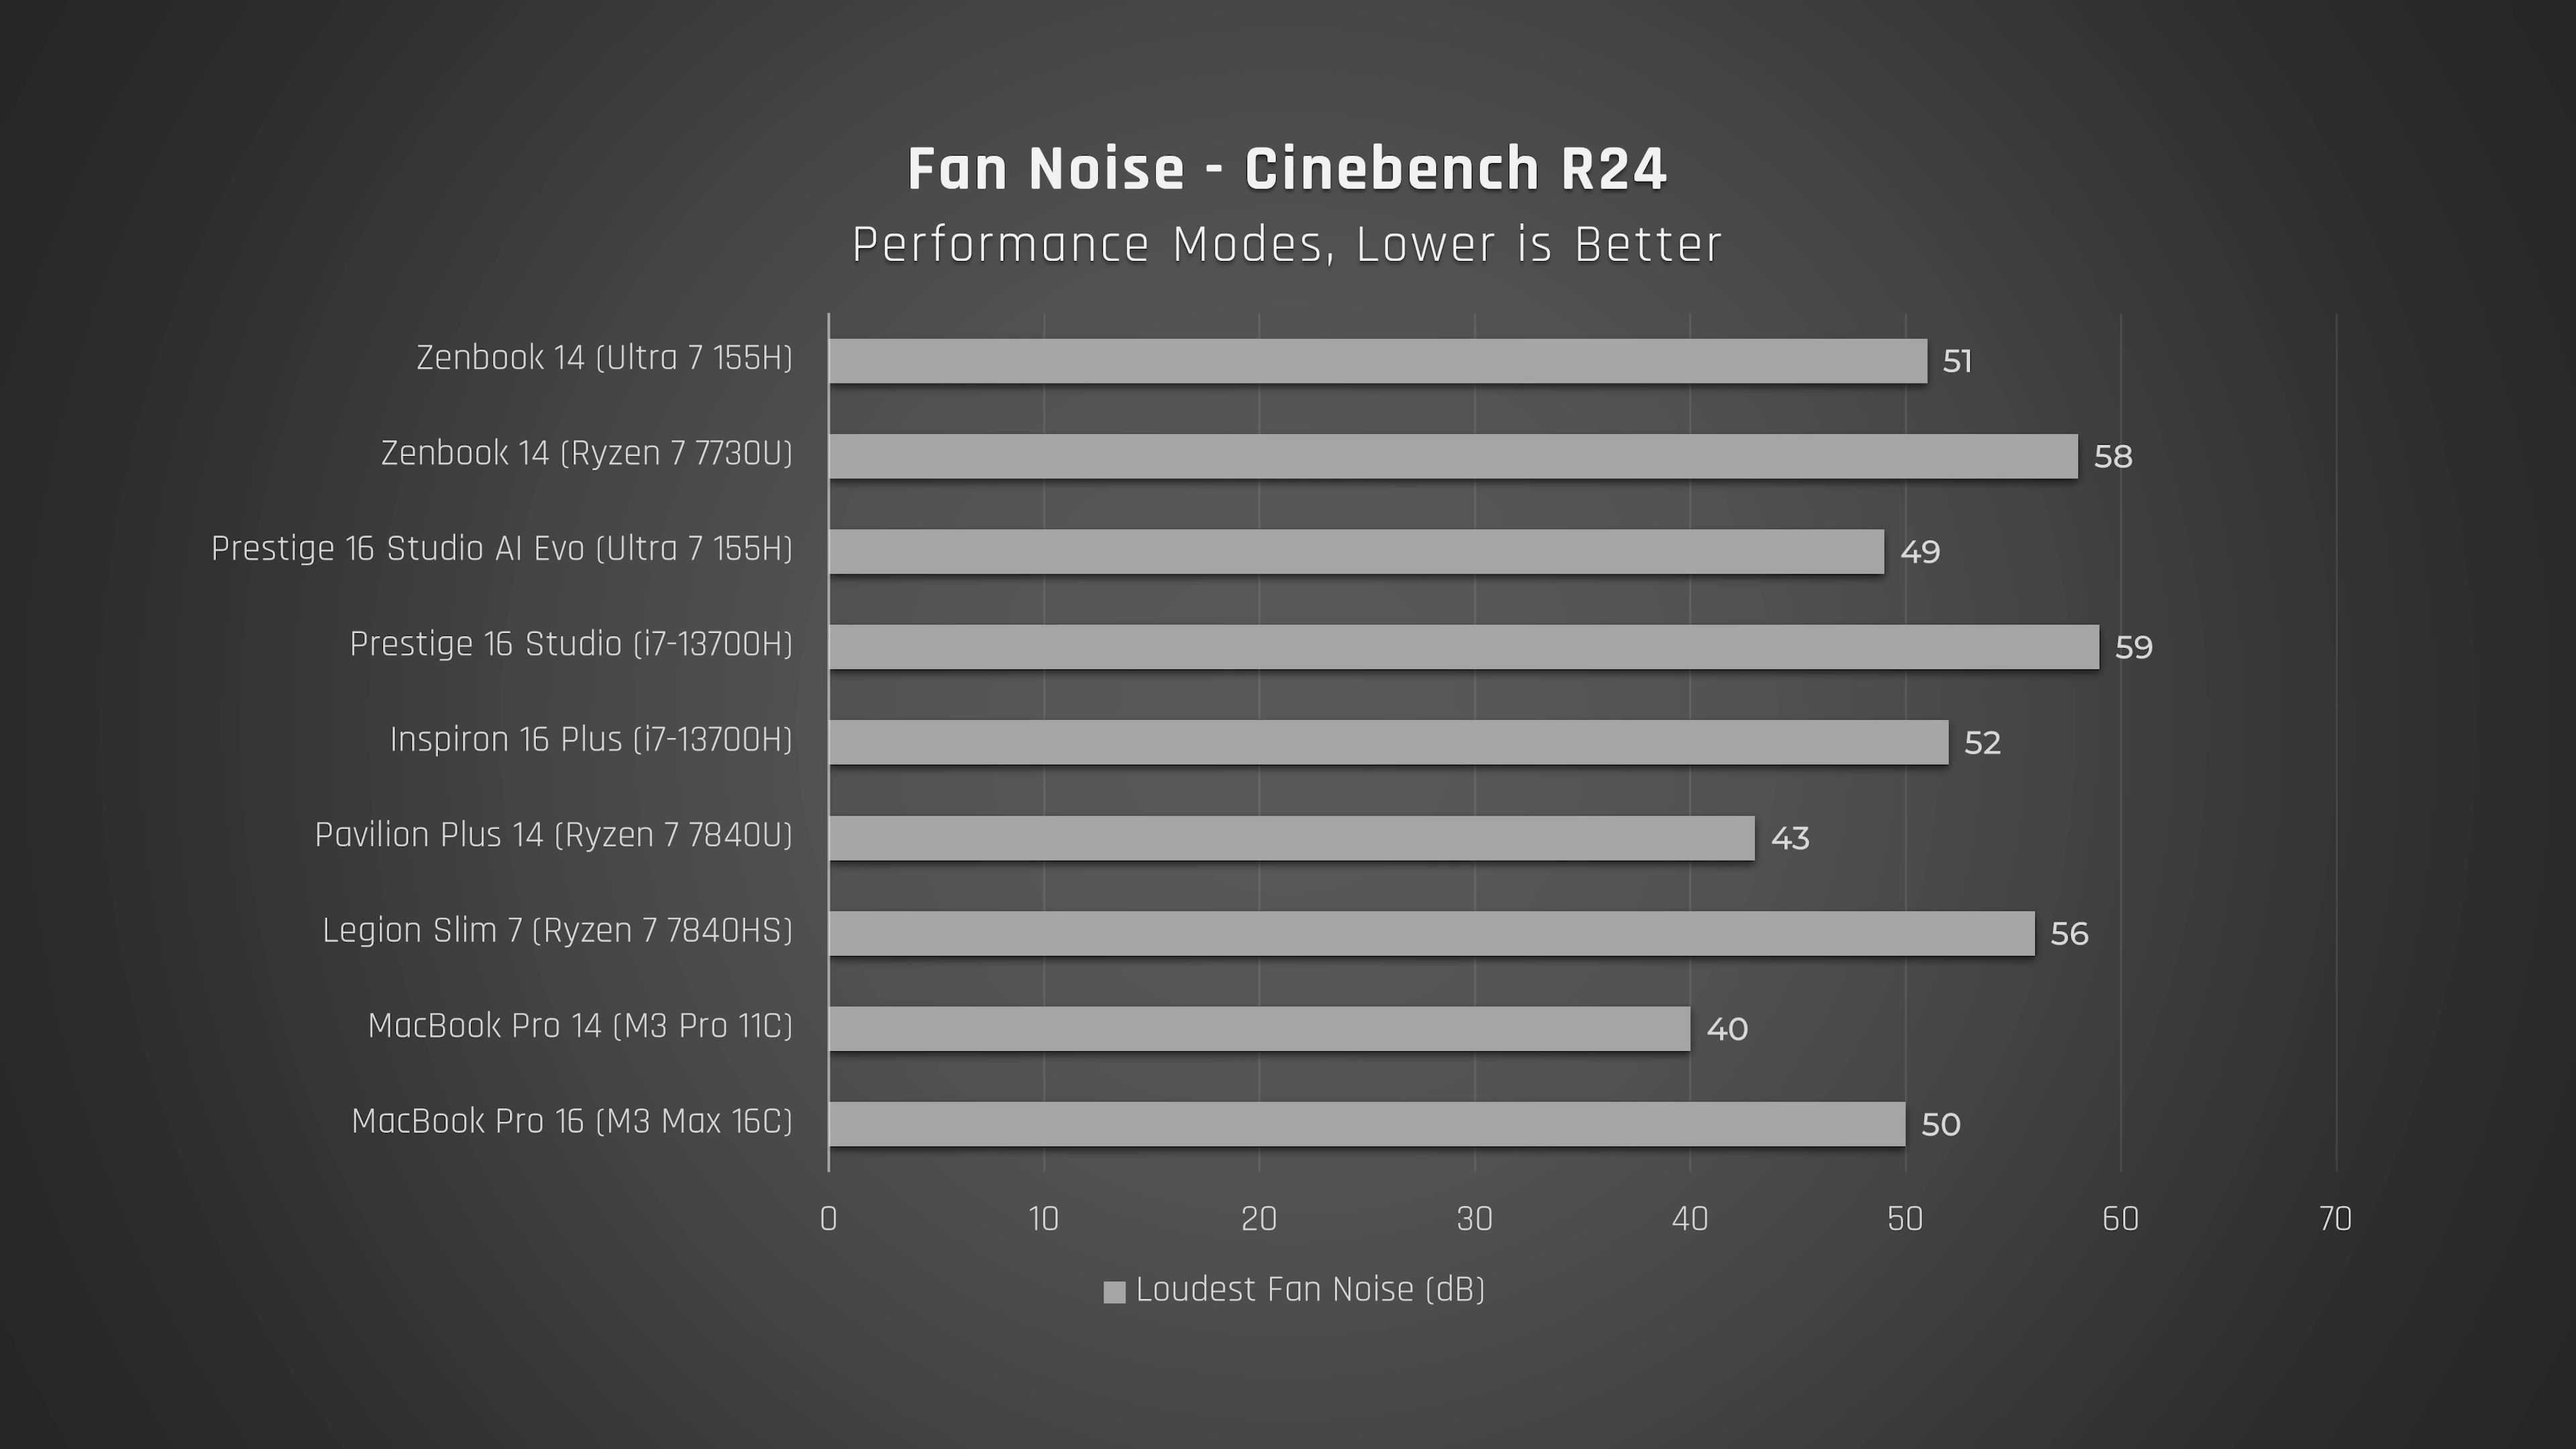 Fan Noise - Cinebench R24
Performance Modes, Lower is Better
Zenbook 14 (Ultra 7 155H) 51
Zenbook 14 (Ryzen 7 7730U) 58
Prestige 16 Studio AI Evo (Ultra 7 155H) 49
Prestige 16 Studio (i7-13700H) 59
Inspiron 16 Plus (i7-13700H) 52
Pavilion Plus 14 (Ryzen 7 7840U) 43
Legion Slim 7 (Ryzen 7 7840HS) 56
MacBook Pro 14 (M3 Pro 11C) 40
MacBook Pro 16 (M3 Max 16C) 50
0 10 20 30 40 50 60 70
Loudest Fan Noise (dB)